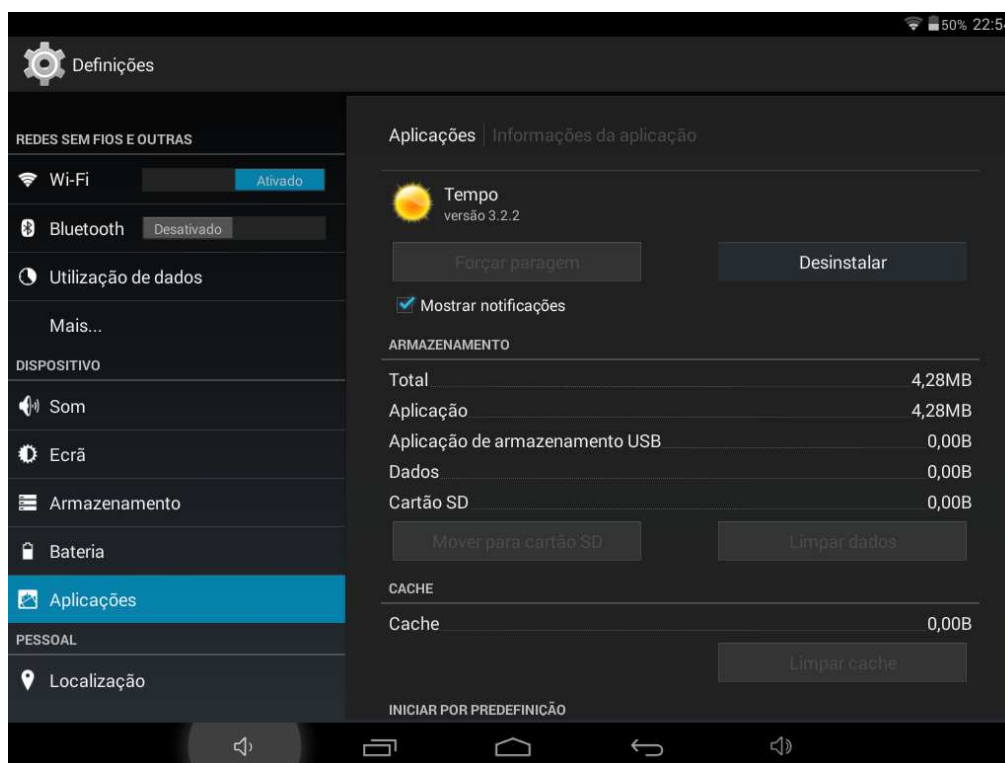 50% 22:54
Definições
REDES SEM FIOS E OUTRAS
Wi-Fi Ativado
Bluetooth Desativado
Utilização de dados
Mais...
DISPOSITIVO
Som
Ecrã
Armazenamento
Bateria
Aplicações
PESSOAL
Localização
Aplicações Informações da aplicação
Tempo
versão 3.2.2
Forçar paragem Desinstalar
Mostrar notificações
ARMAZENAMENTO
Total 4,28MB
Aplicação 4,28MB
Aplicação de armazenamento USB 0,00B
Dados 0,00B
Cartão SD 0,00B
Mover para cartão SD Limpar dados
CACHE
Cache 0,00B
Limpar cache
INICIAR POR PREDEFINIÇÃO